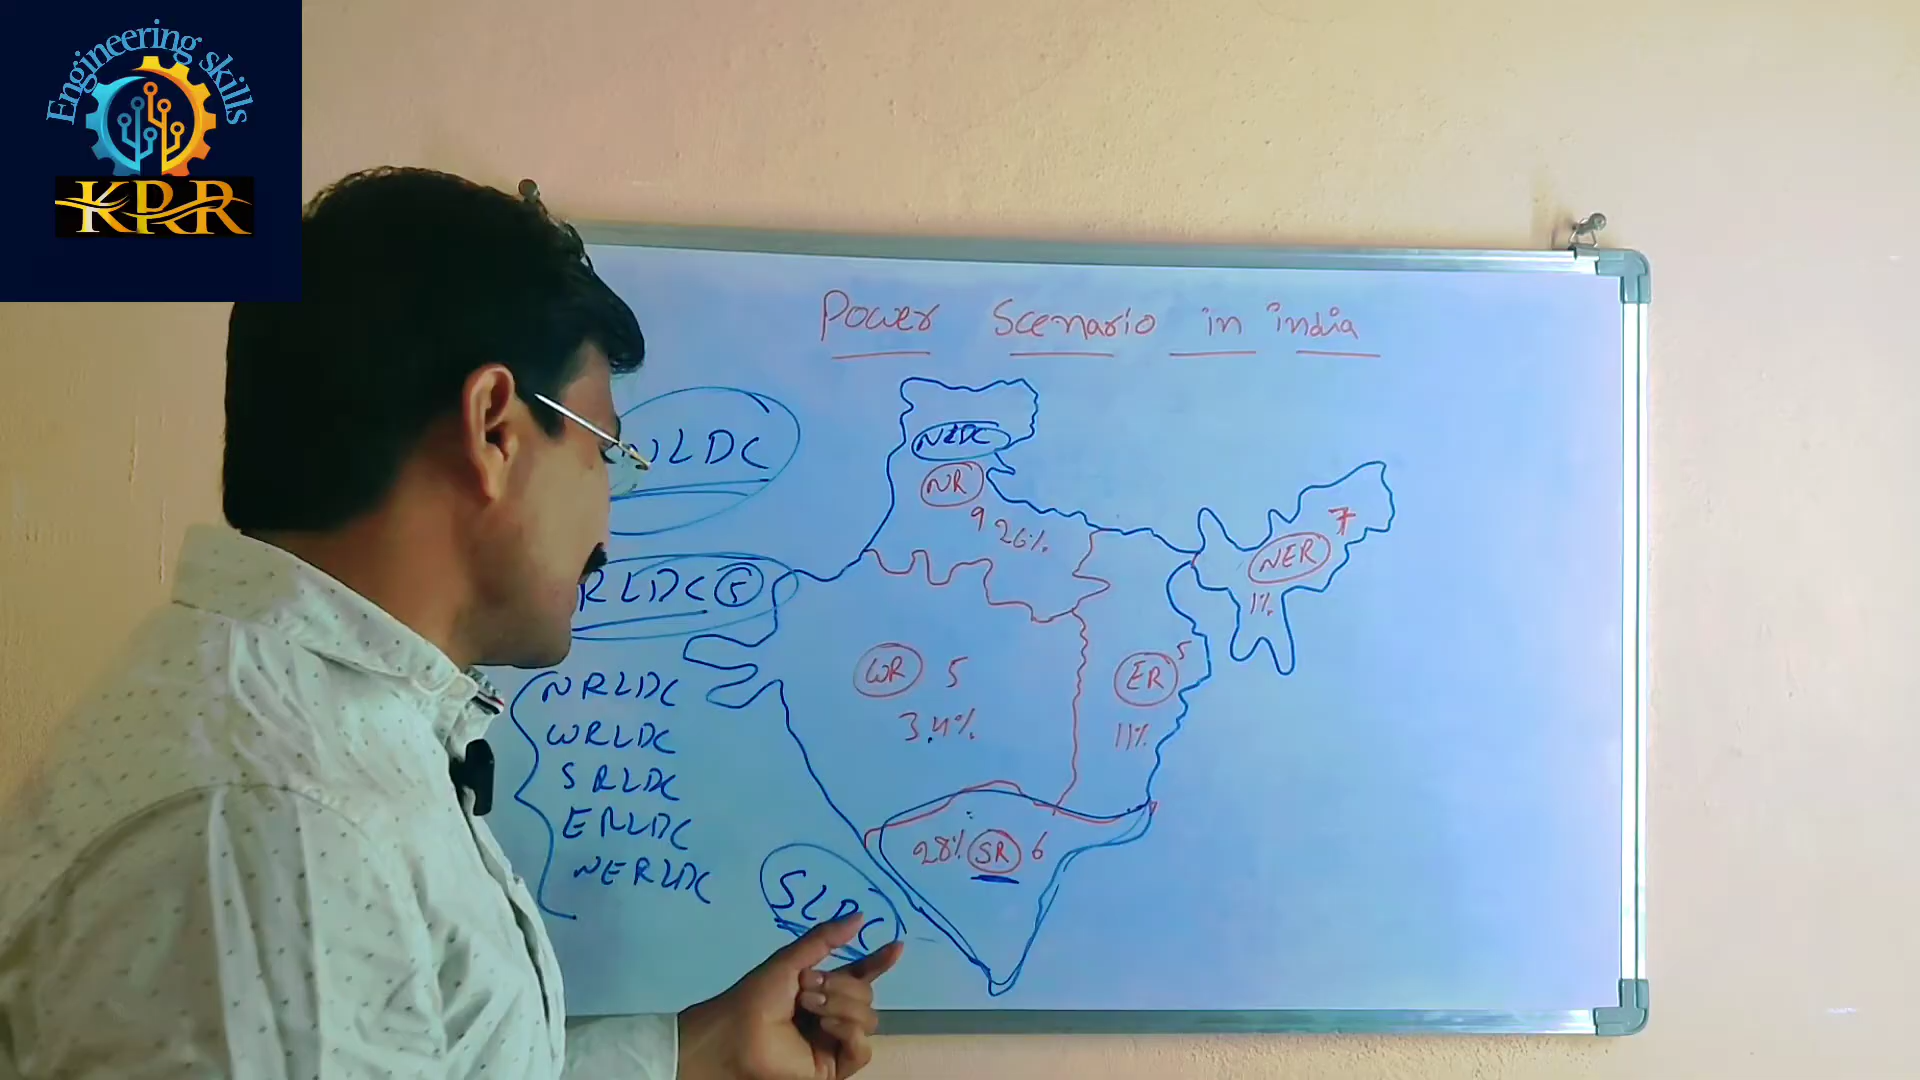 Engineering skills
KRR
Power Scenario in india
NLDC
NLDC
NR
9 26%
7
NER
1%
RLDC 5
WR 5
3.4%
ER 5
11%
NRLDC
WRLDC
SRLDC
ERLDC
NERLDC
28% SR 6
SLDC